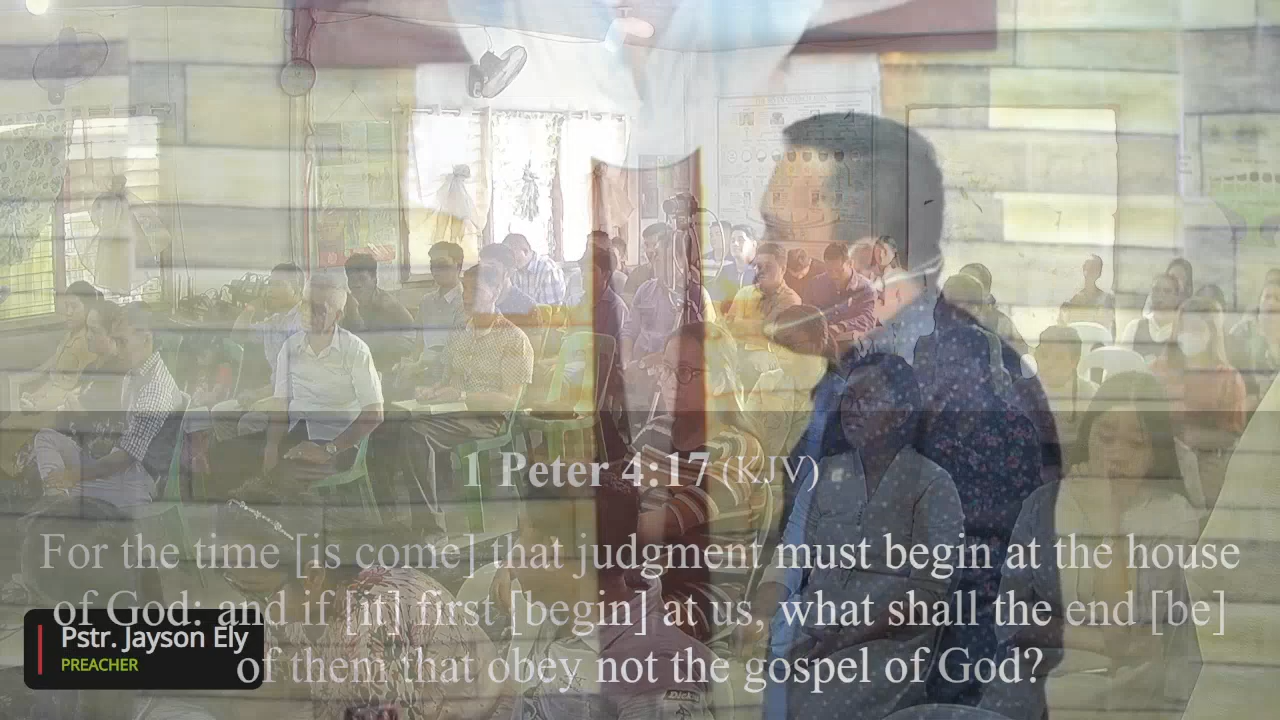 1 Peter 4:17 (KJV)
For the time [is come] that judgment must begin at the house
of God: and if [it] first [begin] at us, what shall the end [be]
of them that obey not the gospel of God?
Pstr. Jayson Ely
PREACHER